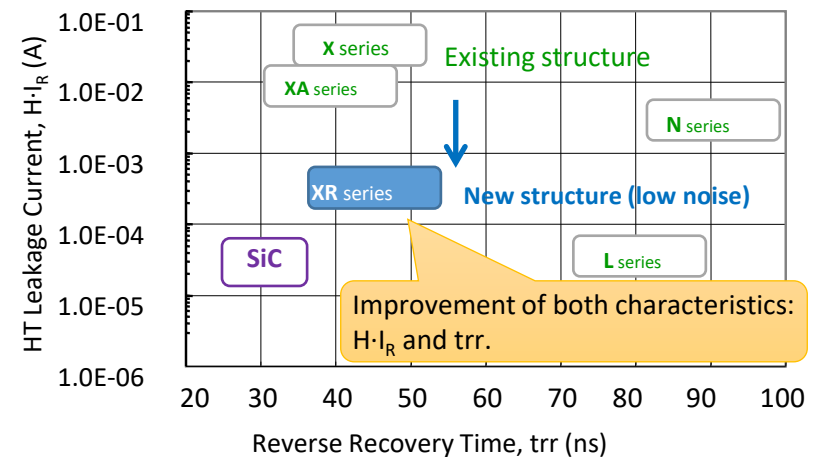 HT Leakage Current, H·I_R (A)
1.0E-01
1.0E-02
1.0E-03
1.0E-04
1.0E-05
1.0E-06
X series
XA series
Existing structure
N series
XR series
New structure (low noise)
SiC
L series
Improvement of both characteristics:
H·I_R and trr.
20 30 40 50 60 70 80 90 100
Reverse Recovery Time, trr (ns)